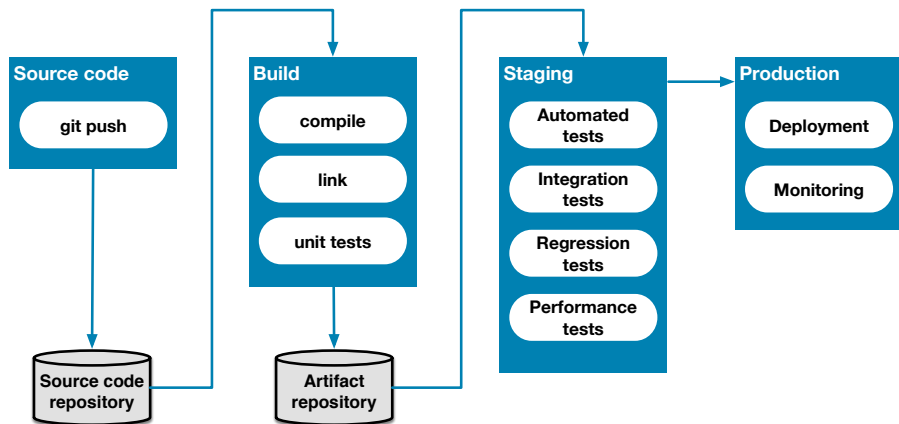 Source code
git push
Source code
repository
Build
compile
link
unit tests
Artifact
repository
Staging
Automated
tests
Integration
tests
Regression
tests
Performance
tests
Production
Deployment
Monitoring